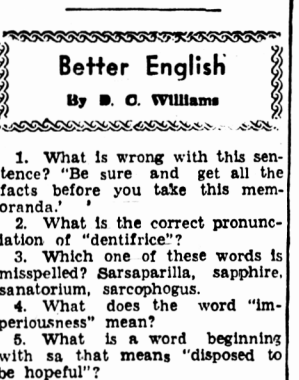 Better English
By D. C. Williams
1. What is wrong with this sen-
tence? "Be sure and get all the
facts before you take this mem-
oranda.'
2. What is the correct pronunc-
iation of "dentifrice"?
3. Which one of these words is
misspelled? Sarsaparilla, sapphire,
sanatorium, sarcophogus.
4. What does the word "im-
periousness" mean?
5. What is a word beginning
with sa that means "disposed to
be hopeful"?